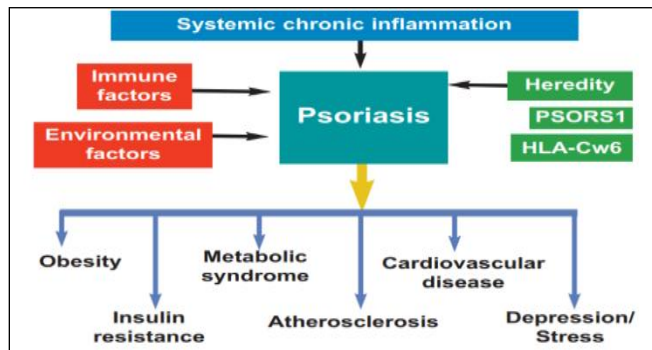 Systemic chronic inflammation
Immune
factors
Environmental
factors
Psoriasis
Heredity
PSORS1
HLA-Cw6
Obesity
Insulin
resistance
Metabolic
syndrome
Atherosclerosis
Cardiovascular
disease
Depression/
Stress